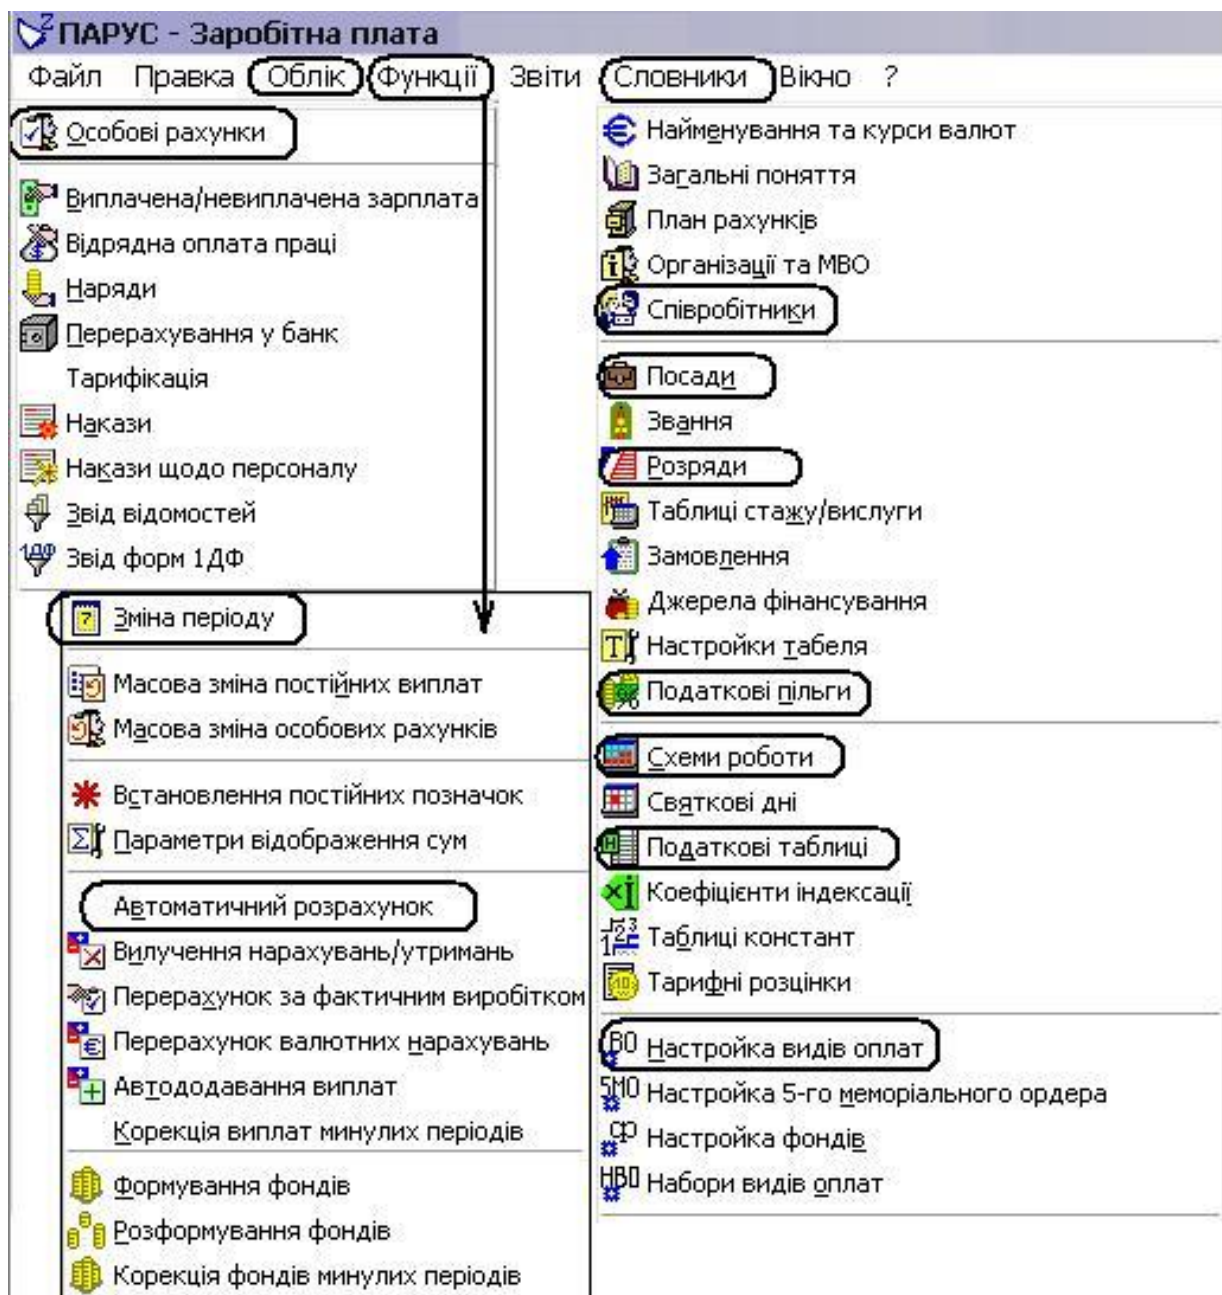 ПАРУС - Заробітна плата
Файл Правка Облік Функції Звіти Словники Вікно ?
Особові рахунки
Виплачена/невиплачена зарплата
Відрядна оплата праці
Наряди
Перерахування у банк
Тарифікація
Накази
Накази щодо персоналу
Звід відомостей
Звід форм 1ДФ
Зміна періоду
Масова зміна постійних виплат
Масова зміна особових рахунків
Встановлення постійних позначок
Параметри відображення сум
Автоматичний розрахунок
Вилучення нарахувань/утримань
Перерахунок за фактичним виробітком
Перерахунок валютних нарахувань
Автододавання виплат
Корекція виплат минулих періодів
Формування фондів
Розформування фондів
Корекція фондів минулих періодів
Найменування та курси валют
Загальні поняття
План рахунків
Організації та МВО
Співробітники
Посади
Звання
Розряди
Таблиці стажу/вислуги
Замовлення
Джерела фінансування
Настройки табеля
Податкові пільги
Схеми роботи
Святкові дні
Податкові таблиці
Коефіцієнти індексації
Таблиці констант
Тарифні розцінки
ВО Настройка видів оплат
5МО Настройка 5-го меморіального ордера
СФ Настройка фондів
НВО Набори видів оплат